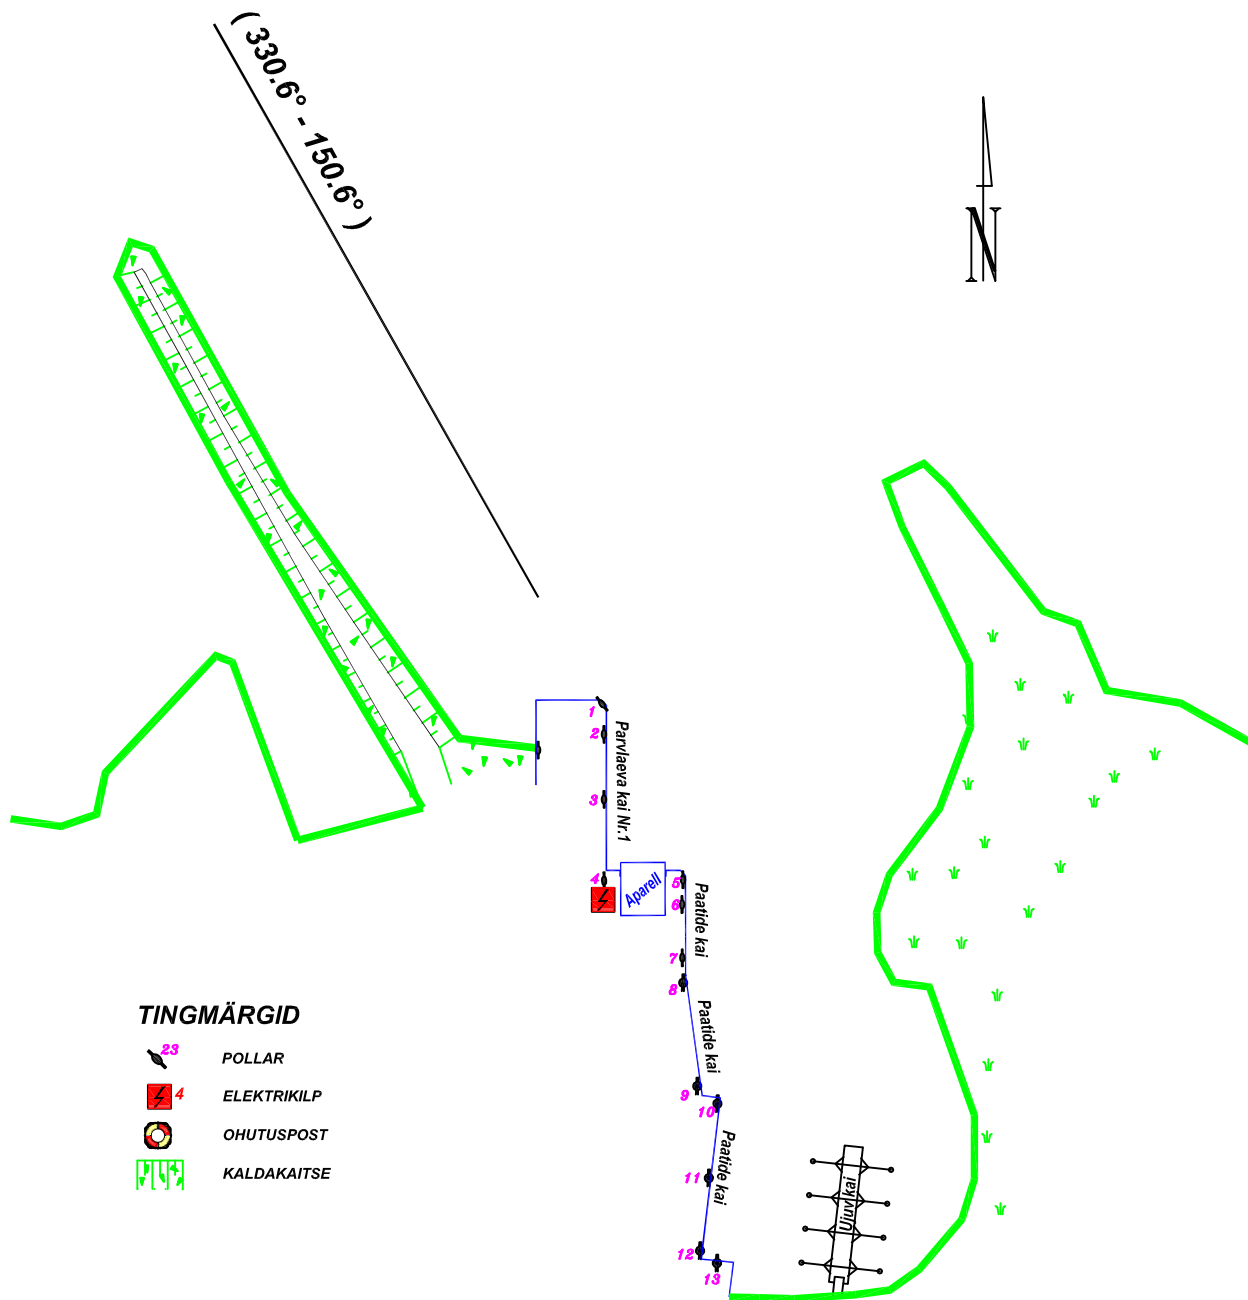 ( 330.6° - 150.6° )
N
1
2
Parvlaeva kai Nr.1
3
4
Aparell
5
6
Paatide kai
7
8
Paatide kai
9
10
Paatide kai
11
12
13
Ujuvkai
TINGMÄRGID
23 POLLAR
4 ELEKTRIKILP
OHUTUSPOST
KALDAKAITSE